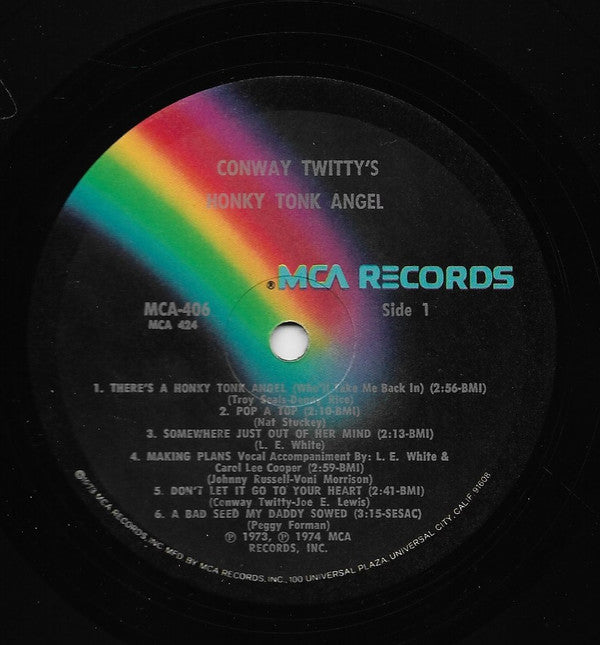 CONWAY TWITTY'S
HONKY TONK ANGEL
®MCA RECORDS
MCA-406
Side 1
MCA 424
1. THERE'S A HONKY TONK ANGEL (Who'll Take Me Back In) (2:56-BMI)
(Troy Seals-Denny Rice)
2. POP A TOP (2:10-BMI)
(Nat Stuckey)
3. SOMEWHERE JUST OUT OF HER MIND (2:13-BMI)
(L. E. White)
4. MAKING PLANS Vocal Accompaniment By: L. E. White &
Carol Lee Cooper (2:59-BMI)
(Johnny Russell-Voni Morrison)
5. DON'T LET IT GO TO YOUR HEART (2:41-BMI)
(Conway Twitty-Joe E. Lewis)
6. A BAD SEED MY DADDY SOWED (3:15-SESAC)
(Peggy Forman)
℗ 1973, ℗ 1974 MCA
RECORDS, INC.
©1973 MCA RECORDS, INC MFD BY MCA RECORDS, INC., 100 UNIVERSAL PLAZA, UNIVERSAL CITY, CALIF. 91608